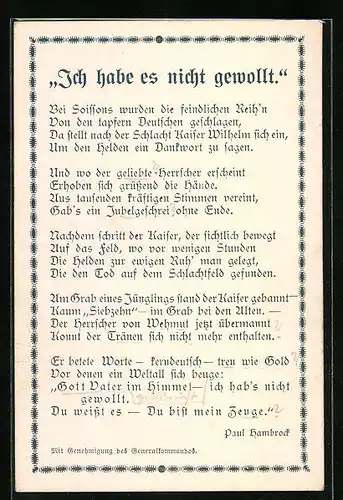 „Ich habe es nicht gewollt.“
Bei Soissons wurden die feindlichen Reih'n
Von den tapfern Deutschen geschlagen,
Da stellt nach der Schlacht Kaiser Wilhelm sich ein,
Um den Helden ein Dankwort zu sagen.
Und wo der geliebte Herrscher erscheint
Erhoben sich grüßend die Hände.
Aus tausenden kräftigen Stimmen vereint,
Gab's ein Jubelgeschrei ohne Ende.
Nachdem schritt der Kaiser, der sichtlich bewegt
Auf das Feld, wo vor wenigen Stunden
Die Helden zur ewigen Ruh' man gelegt,
Die den Tod auf dem Schlachtfeld gefunden.
Am Grab eines Jünglings stand der Kaiser gebannt—
Kaum „Siebzehn“ — im Grab bei den Alten. —
Der Herrscher von Wehmut jetzt übermannt
Konnt der Tränen sich nicht mehr enthalten.
Er betete Worte — kerndeutsch — treu wie Gold
Vor denen ein Weltall sich beuge:
„Gott Vater im Himmel — ich hab's nicht
gewollt.
Du weißt es — Du bist mein Zeuge.“
Paul Hambrock
Mit Genehmigung des Generalkommandos.